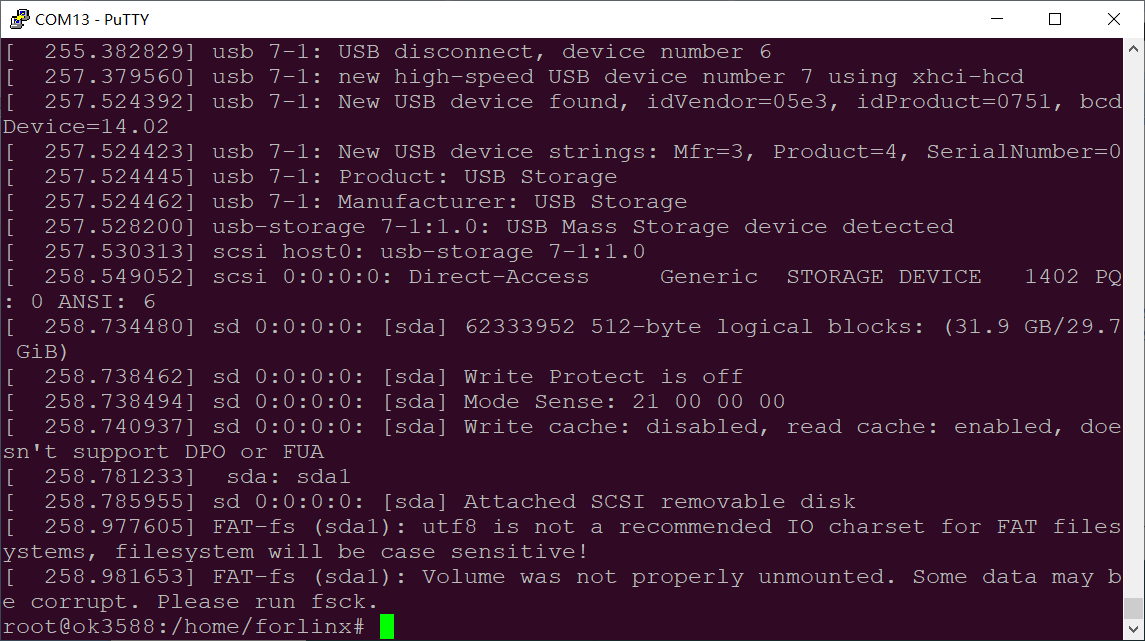 COM13 - PuTTY
[  255.382829] usb 7-1: USB disconnect, device number 6
[  257.379560] usb 7-1: new high-speed USB device number 7 using xhci-hcd
[  257.524392] usb 7-1: New USB device found, idVendor=05e3, idProduct=0751, bcd
Device=14.02
[  257.524423] usb 7-1: New USB device strings: Mfr=3, Product=4, SerialNumber=0
[  257.524445] usb 7-1: Product: USB Storage
[  257.524462] usb 7-1: Manufacturer: USB Storage
[  257.528200] usb-storage 7-1:1.0: USB Mass Storage device detected
[  257.530313] scsi host0: usb-storage 7-1:1.0
[  258.549052] scsi 0:0:0:0: Direct-Access     Generic  STORAGE DEVICE   1402 PQ
: 0 ANSI: 6
[  258.734480] sd 0:0:0:0: [sda] 62333952 512-byte logical blocks: (31.9 GB/29.7
 GiB)
[  258.738462] sd 0:0:0:0: [sda] Write Protect is off
[  258.738494] sd 0:0:0:0: [sda] Mode Sense: 21 00 00 00
[  258.740937] sd 0:0:0:0: [sda] Write cache: disabled, read cache: enabled, doe
sn't support DPO or FUA
[  258.781233]  sda: sda1
[  258.785955] sd 0:0:0:0: [sda] Attached SCSI removable disk
[  258.977605] FAT-fs (sda1): utf8 is not a recommended IO charset for FAT files
ystems, filesystem will be case sensitive!
[  258.981653] FAT-fs (sda1): Volume was not properly unmounted. Some data may b
e corrupt. Please run fsck.
root@ok3588:/home/forlinx#